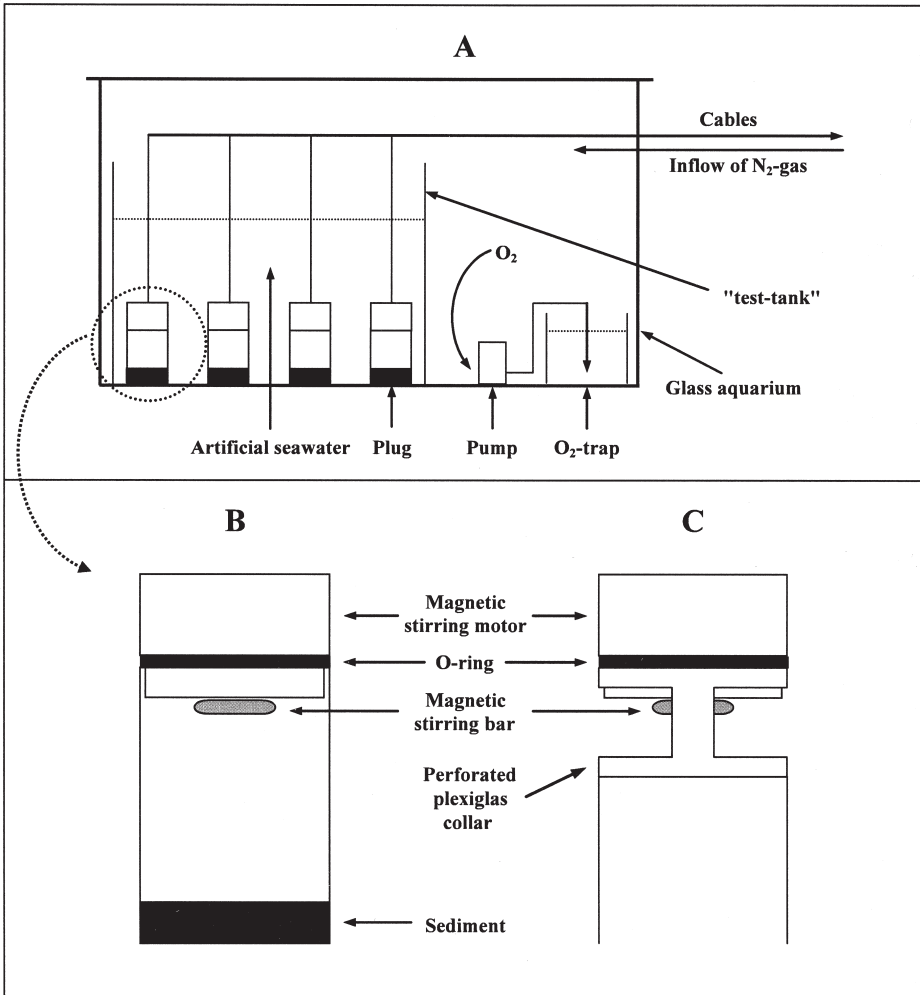 A
Cables
Inflow of N₂-gas
O₂
"test-tank"
Glass aquarium
Artificial seawater
Plug
Pump
O₂-trap
B
C
Magnetic
stirring motor
O-ring
Magnetic
stirring bar
Perforated
plexiglas
collar
Sediment